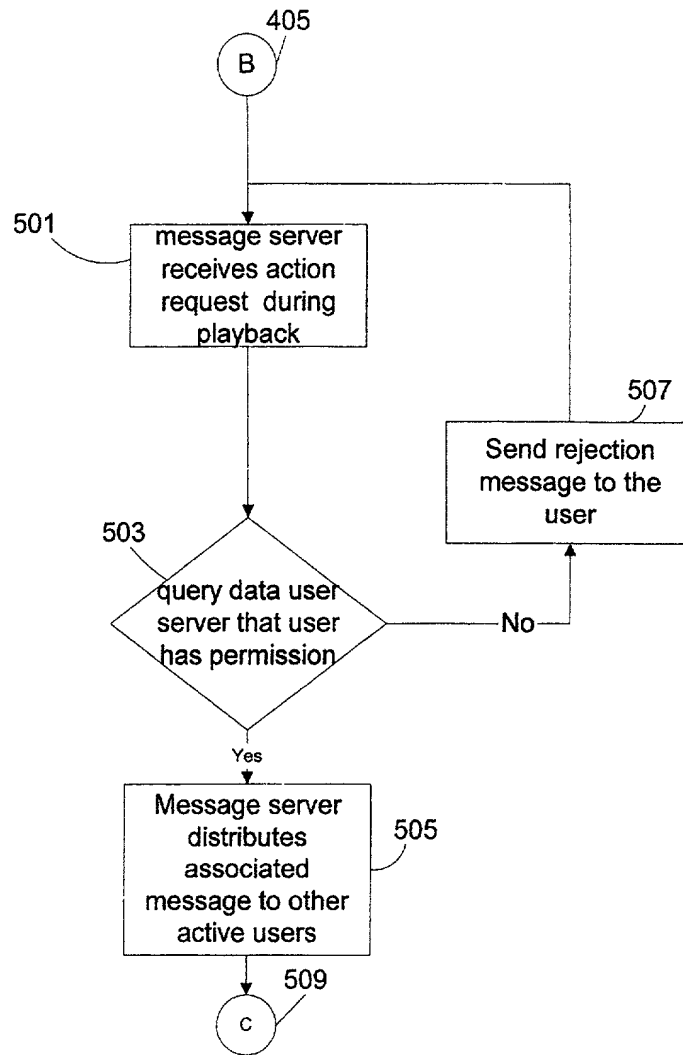 405
B
501
message server
receives action
request during
playback
507
Send rejection
message to the
user
503
query data user
server that user
has permission
No
Yes
Message server
distributes
associated
message to other
active users
505
C
509